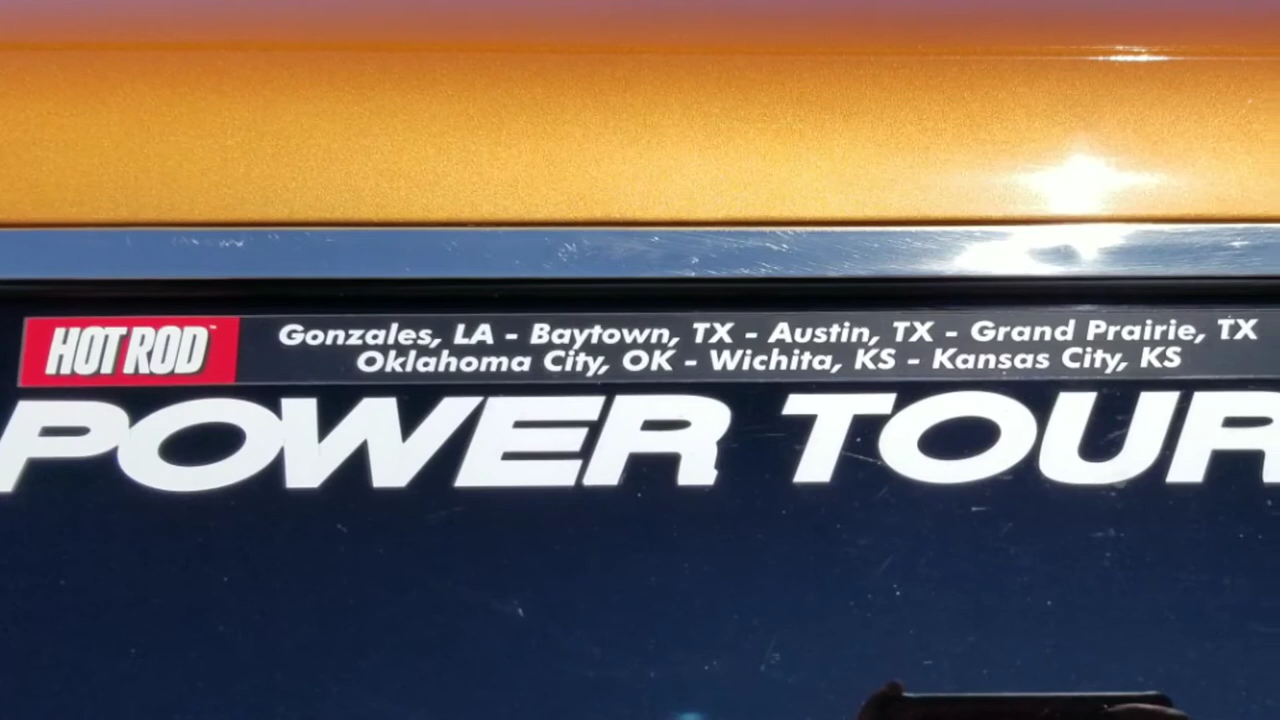 HOT ROD™
Gonzales, LA - Baytown, TX - Austin, TX - Grand Prairie, TX
Oklahoma City, OK - Wichita, KS - Kansas City, KS
POWER TOUR